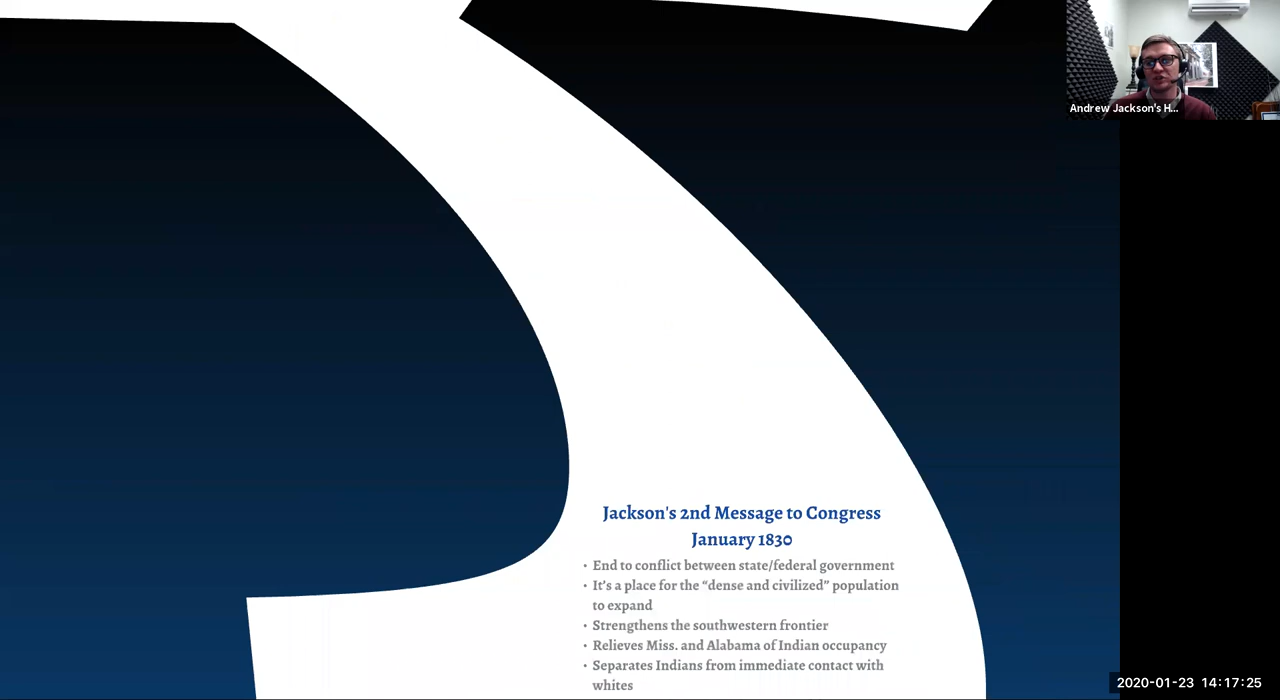 Andrew Jackson's H...
Jackson's 2nd Message to Congress
January 1830
• End to conflict between state/federal government
• It's a place for the “dense and civilized” population
to expand
• Strengthens the southwestern frontier
• Relieves Miss. and Alabama of Indian occupancy
• Separates Indians from immediate contact with
whites
2020-01-23 14:17:25